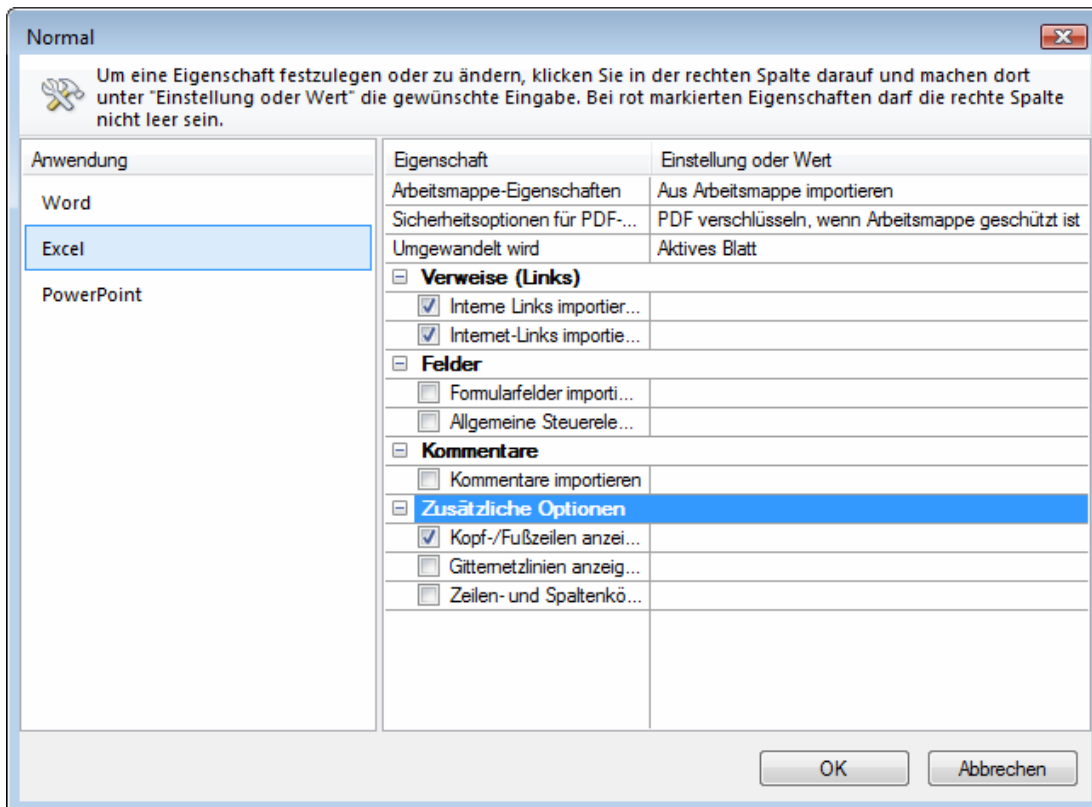 Normal
Um eine Eigenschaft festzulegen oder zu ändern, klicken Sie in der rechten Spalte darauf und machen dort
unter "Einstellung oder Wert" die gewünschte Eingabe. Bei rot markierten Eigenschaften darf die rechte Spalte
nicht leer sein.
Anwendung
Word
Excel
PowerPoint
Eigenschaft Einstellung oder Wert
Arbeitsmappe-Eigenschaften Aus Arbeitsmappe importieren
Sicherheitsoptionen für PDF-... PDF verschlüsseln, wenn Arbeitsmappe geschützt ist
Umgewandelt wird Aktives Blatt
Verweise (Links)
Interne Links importier...
Internet-Links importie...
Felder
Formularfelder importi...
Allgemeine Steuerele...
Kommentare
Kommentare importieren
Zusätzliche Optionen
Kopf-/Fußzeilen anzei...
Gitternetzlinien anzeig...
Zeilen- und Spaltenkö...
OK Abbrechen